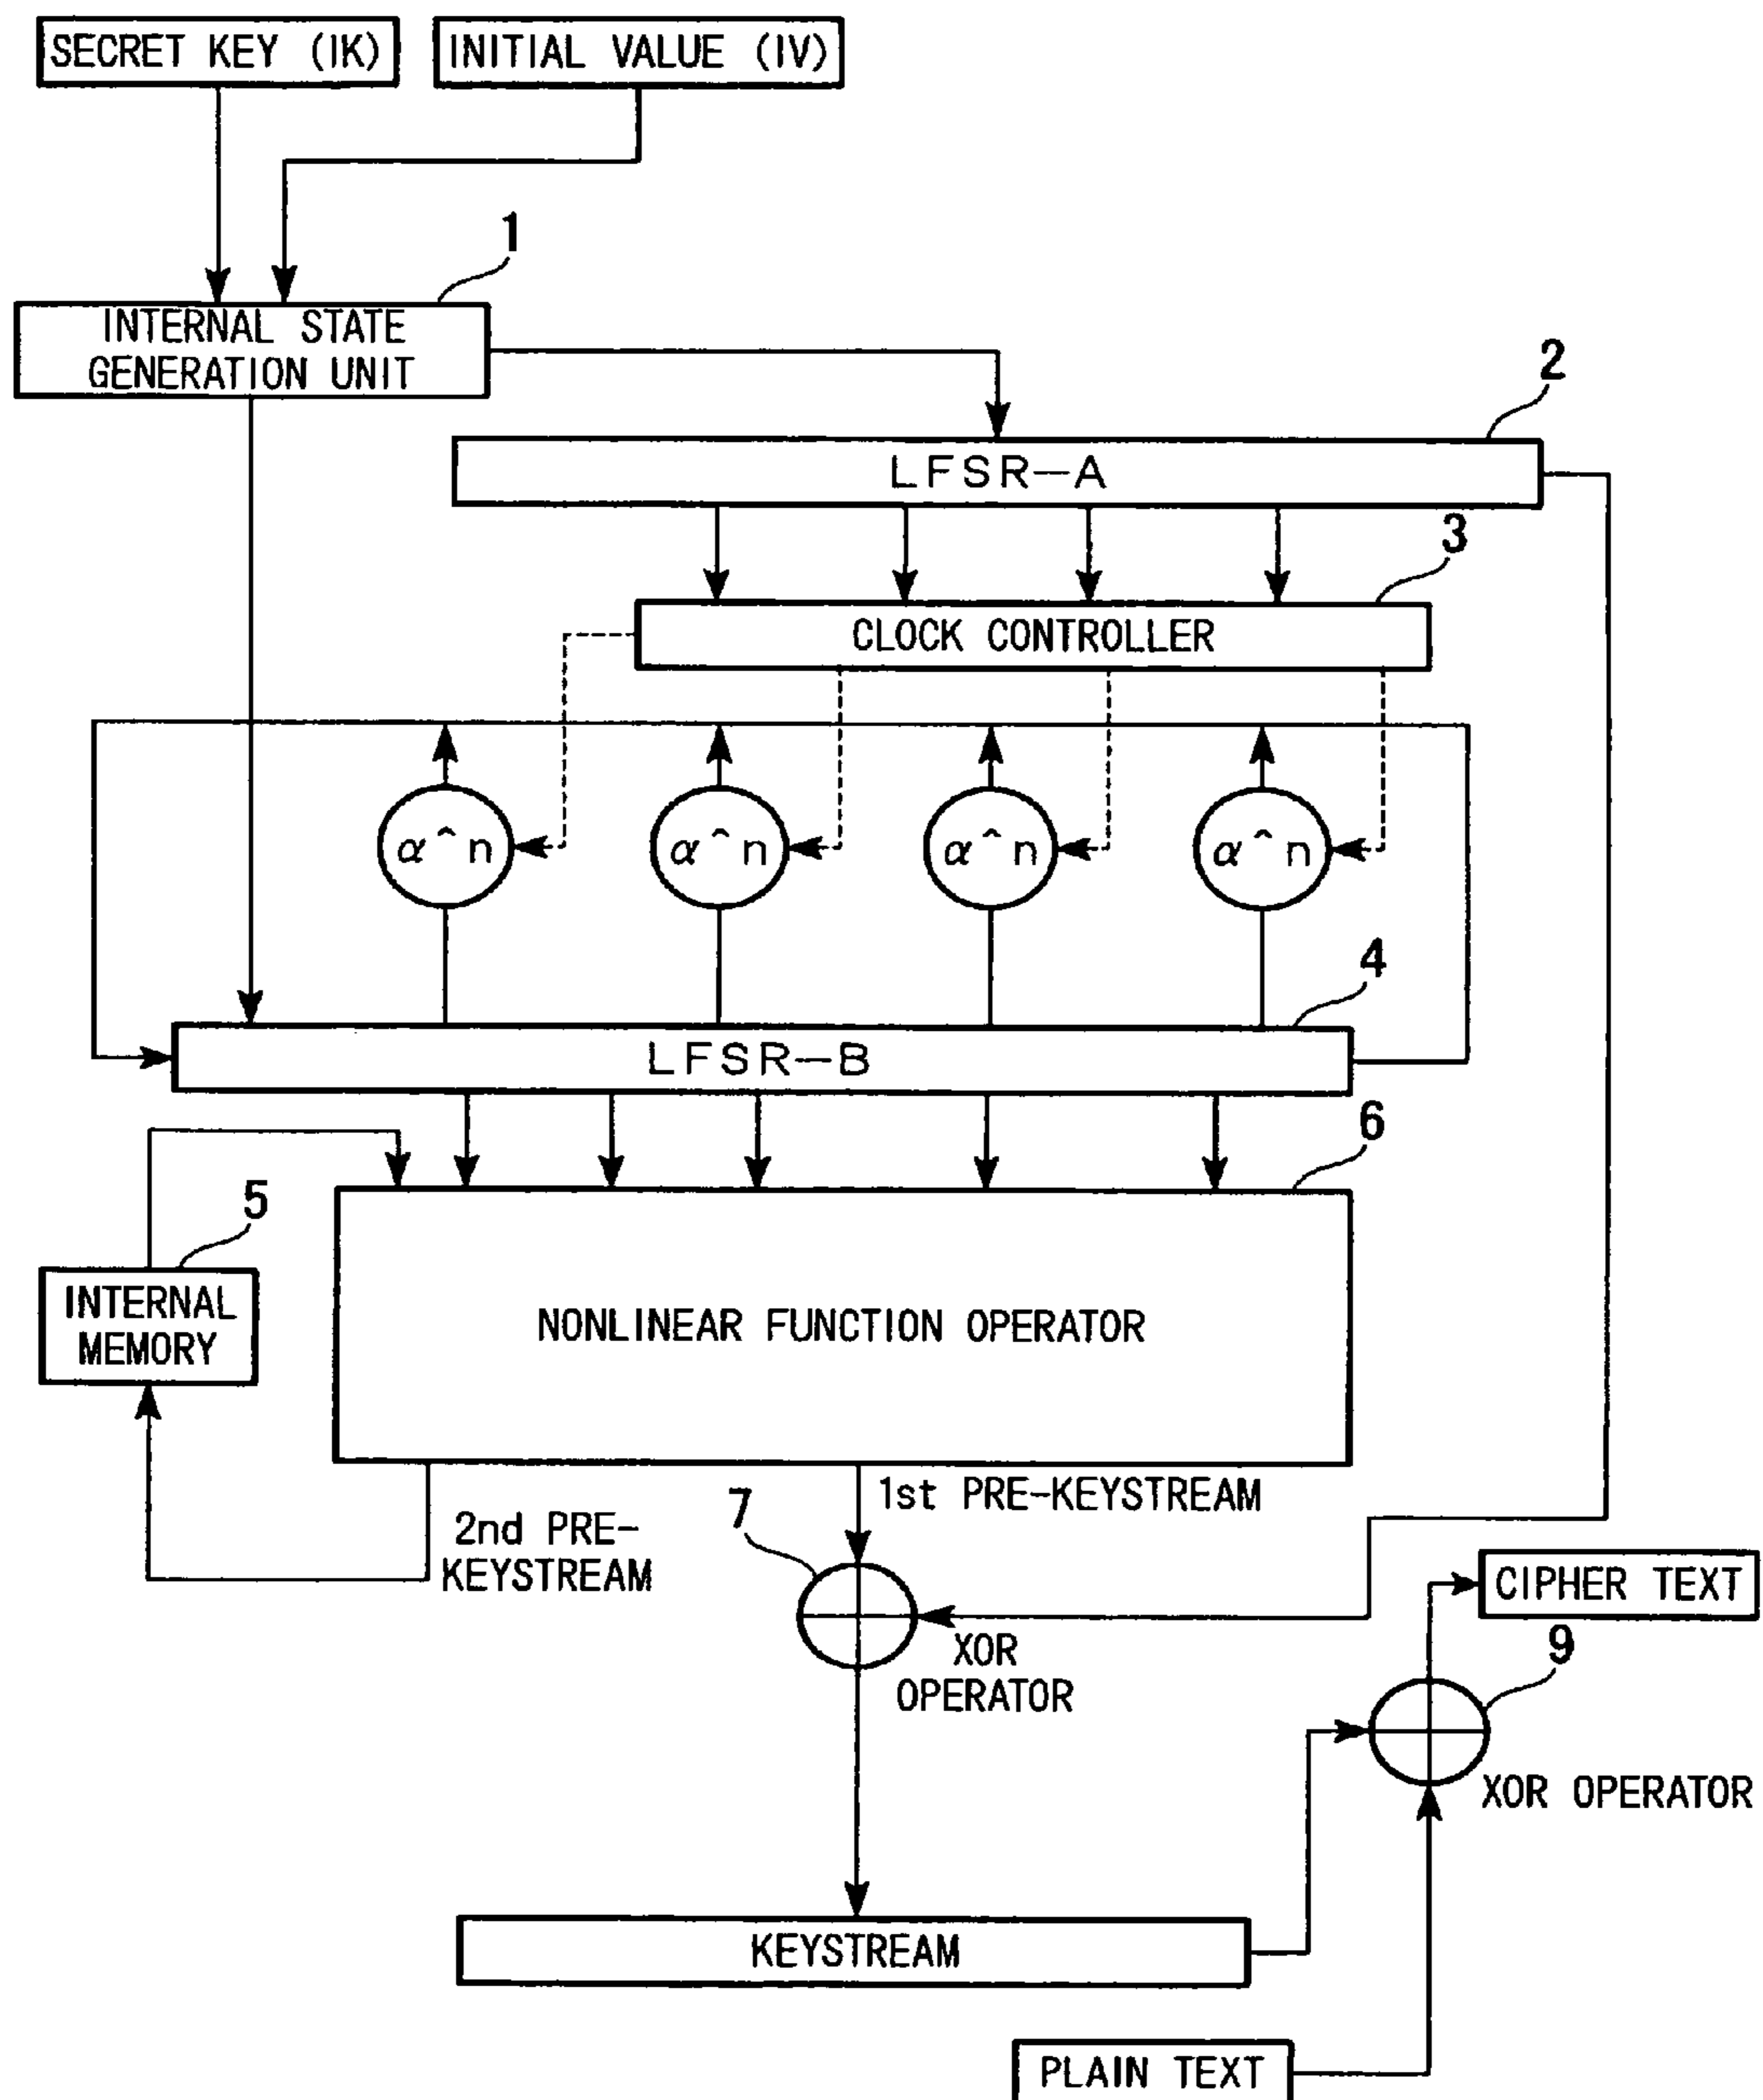 SECRET KEY (IK)
INITIAL VALUE (IV)
1
INTERNAL STATE
GENERATION UNIT
2
LFSR-A
3
CLOCK CONTROLLER
α^n
α^n
α^n
α^n
4
LFSR-B
6
5
INTERNAL
MEMORY
NONLINEAR FUNCTION OPERATOR
1st PRE-KEYSTREAM
7
2nd PRE-
KEYSTREAM
CIPHER TEXT
XOR
OPERATOR
9
XOR OPERATOR
KEYSTREAM
PLAIN TEXT